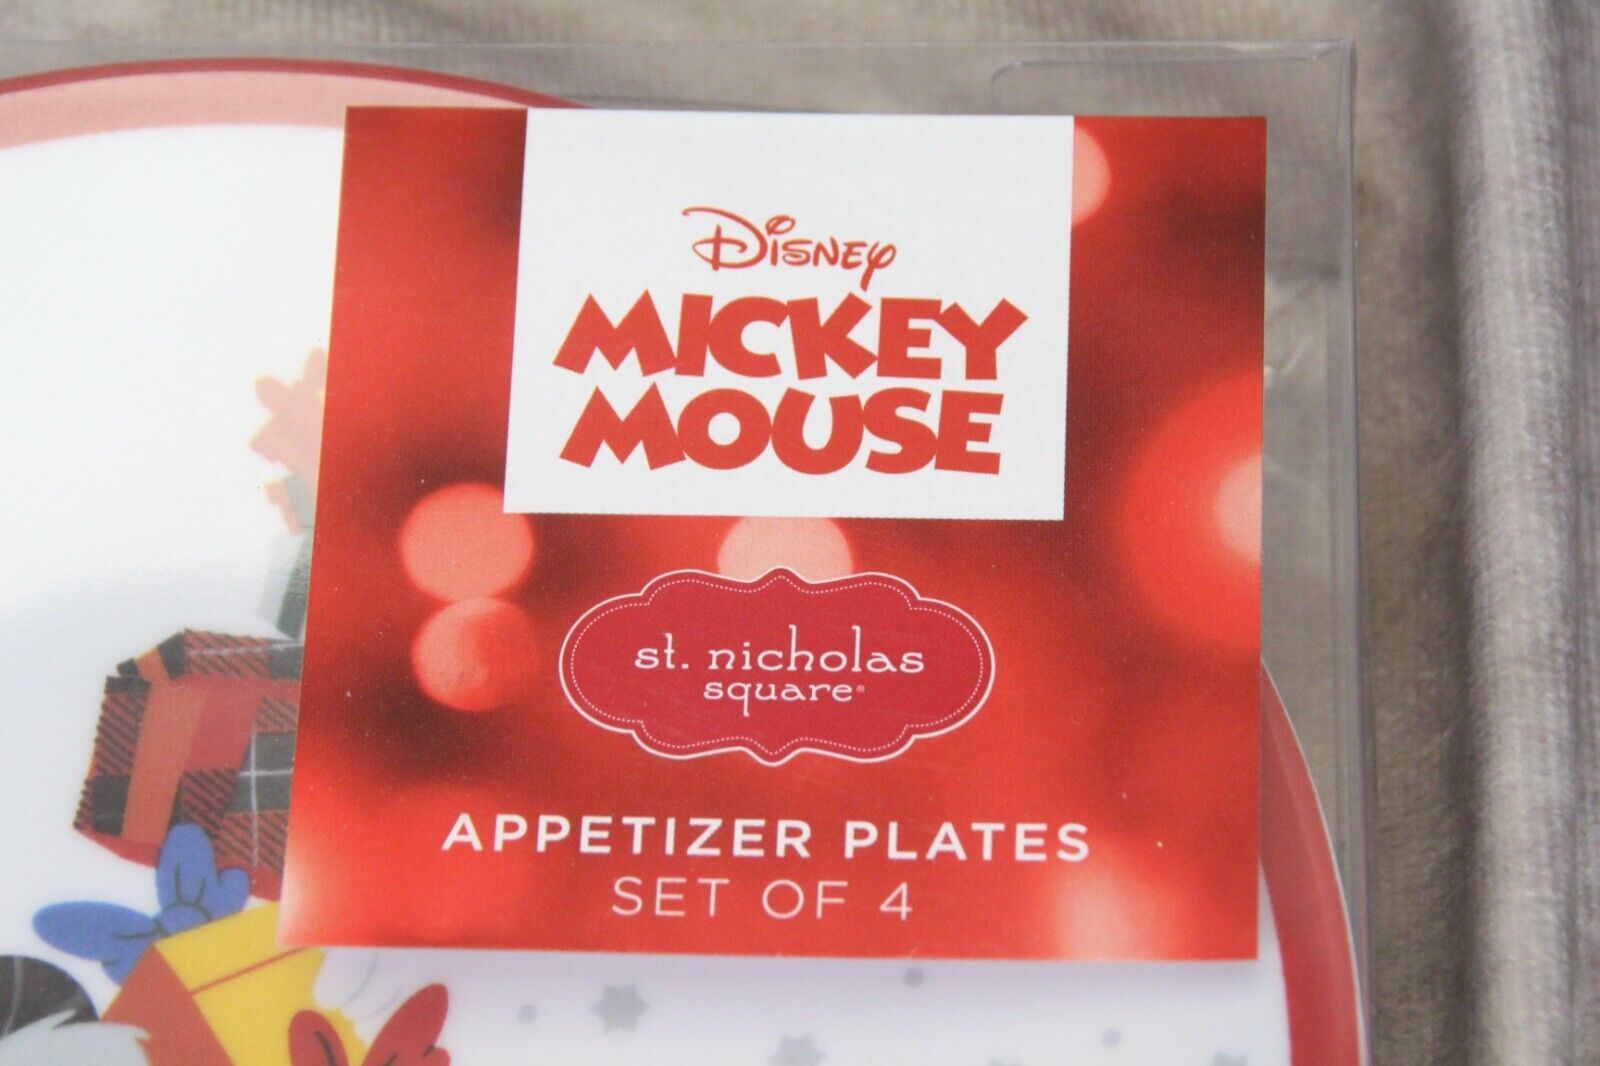 Disney
MICKEY
MOUSE
st. nicholas
square®
APPETIZER PLATES
SET OF 4